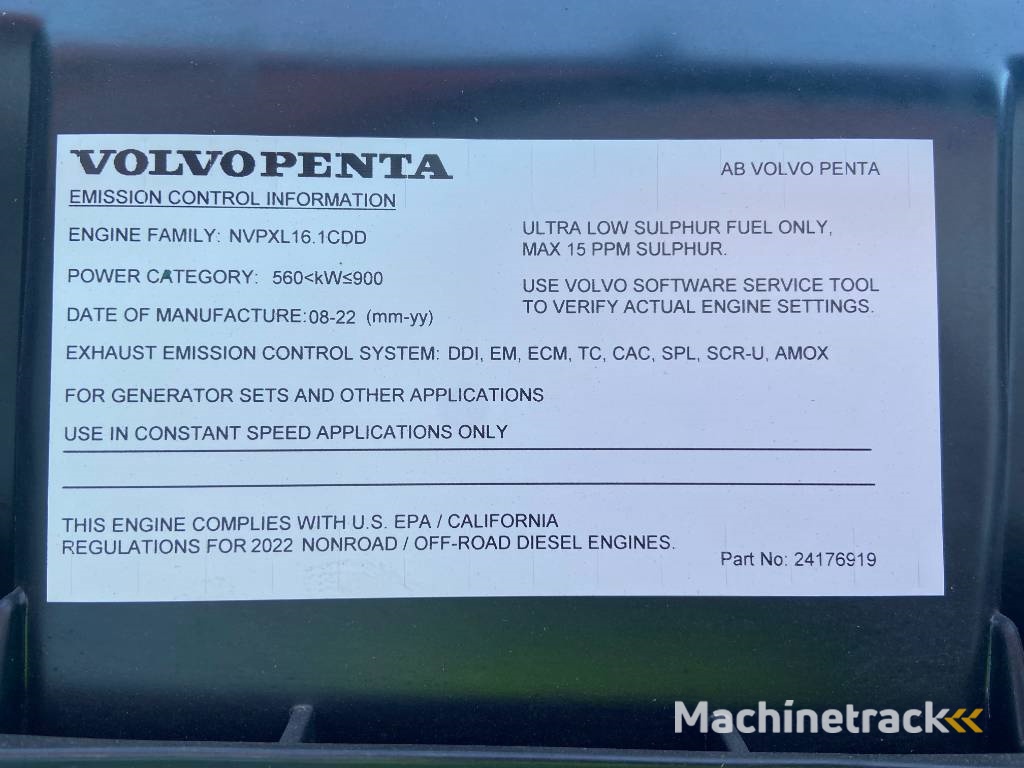 VOLVO PENTA
AB VOLVO PENTA
EMISSION CONTROL INFORMATION
ENGINE FAMILY: NVPXL16.1CDD
ULTRA LOW SULPHUR FUEL ONLY,
MAX 15 PPM SULPHUR.
POWER CATEGORY: 560<kW≤900
USE VOLVO SOFTWARE SERVICE TOOL
TO VERIFY ACTUAL ENGINE SETTINGS.
DATE OF MANUFACTURE: 08-22 (mm-yy)
EXHAUST EMISSION CONTROL SYSTEM: DDI, EM, ECM, TC, CAC, SPL, SCR-U, AMOX
FOR GENERATOR SETS AND OTHER APPLICATIONS
USE IN CONSTANT SPEED APPLICATIONS ONLY
THIS ENGINE COMPLIES WITH U.S. EPA / CALIFORNIA
REGULATIONS FOR 2022 NONROAD / OFF-ROAD DIESEL ENGINES.
Part No: 24176919
Machinetrack